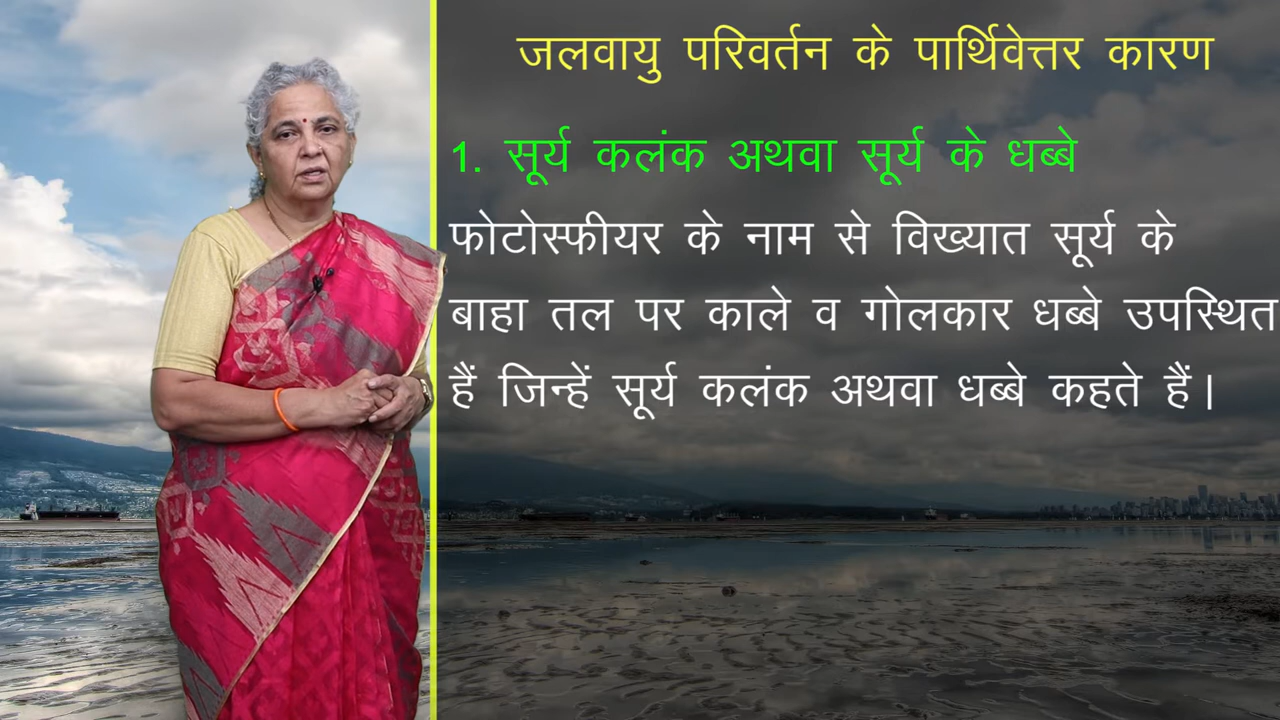 जलवायु परिवर्तन के पार्थिवेत्तर कारण
1. सूर्य कलंक अथवा सूर्य के धब्बे
फोटोस्फीयर के नाम से विख्यात सूर्य के
बाहा तल पर काले व गोलकार धब्बे उपस्थित
हैं जिन्हें सूर्य कलंक अथवा धब्बे कहते हैं।